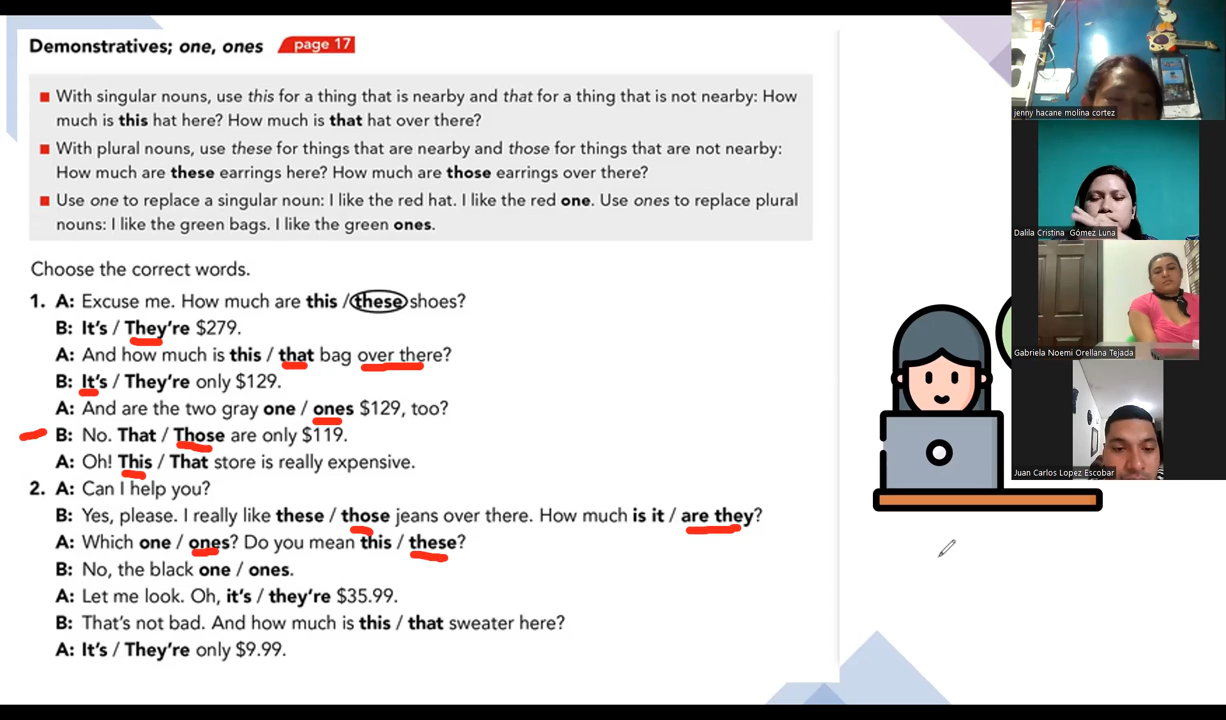 Demonstratives; one, ones page 17
With singular nouns, use this for a thing that is nearby and that for a thing that is not nearby: How
much is this hat here? How much is that hat over there?
With plural nouns, use these for things that are nearby and those for things that are not nearby:
How much are these earrings here? How much are those earrings over there?
Use one to replace a singular noun: I like the red hat. I like the red one. Use ones to replace plural
nouns: I like the green bags. I like the green ones.
Choose the correct words.
1. A: Excuse me. How much are this / these shoes?
B: It's / They're $279.
A: And how much is this / that bag over there?
B: It's / They're only $129.
A: And are the two gray one / ones $129, too?
B: No. That / Those are only $119.
A: Oh! This / That store is really expensive.
2. A: Can I help you?
B: Yes, please. I really like these / those jeans over there. How much is it / are they?
A: Which one / ones? Do you mean this / these?
B: No, the black one / ones.
A: Let me look. Oh, it's / they're $35.99.
B: That's not bad. And how much is this / that sweater here?
A: It's / They're only $9.99.
jenny hacane molina cortez
Dalila Cristina Gómez Luna
Gabriela Noemi Orellana Tejada
Juan Carlos Lopez Escobar